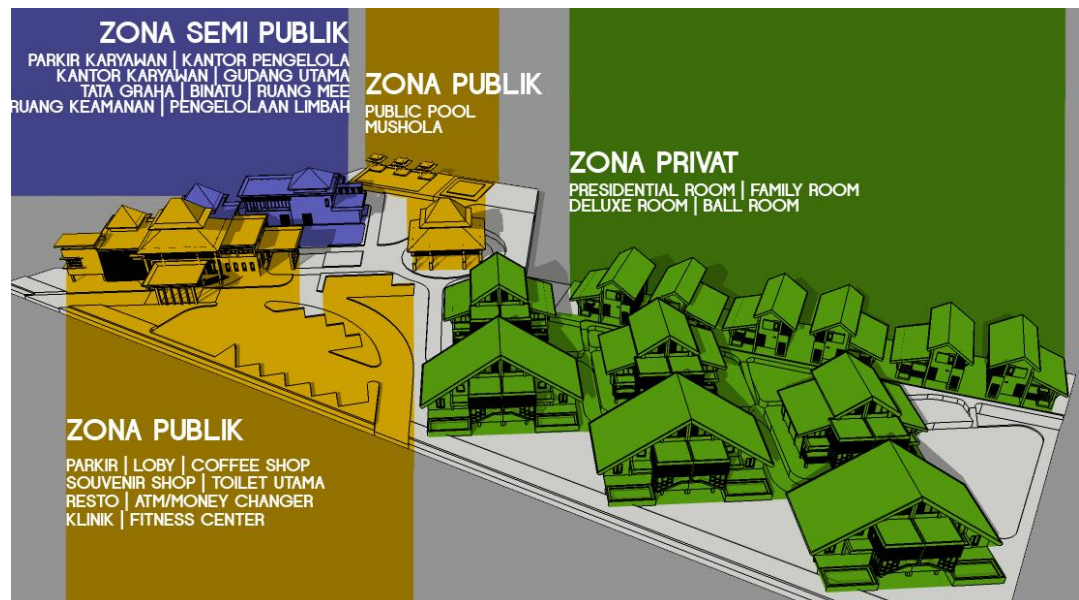 ZONA SEMI PUBLIK
PARKIR KARYAWAN | KANTOR PENGELOLA
KANTOR KARYAWAN | GUDANG UTAMA
TATA GRAHA | BINATU | RUANG MEE
RUANG KEAMANAN | PENGELOLAAN LIMBAH
ZONA PUBLIK
PUBLIC POOL
MUSHOLA
ZONA PRIVAT
PRESIDENTIAL ROOM | FAMILY ROOM
DELUXE ROOM | BALL ROOM
ZONA PUBLIK
PARKIR | LOBY | COFFEE SHOP
SOUVENIR SHOP | TOILET UTAMA
RESTO | ATM/MONEY CHANGER
KLINIK | FITNESS CENTER